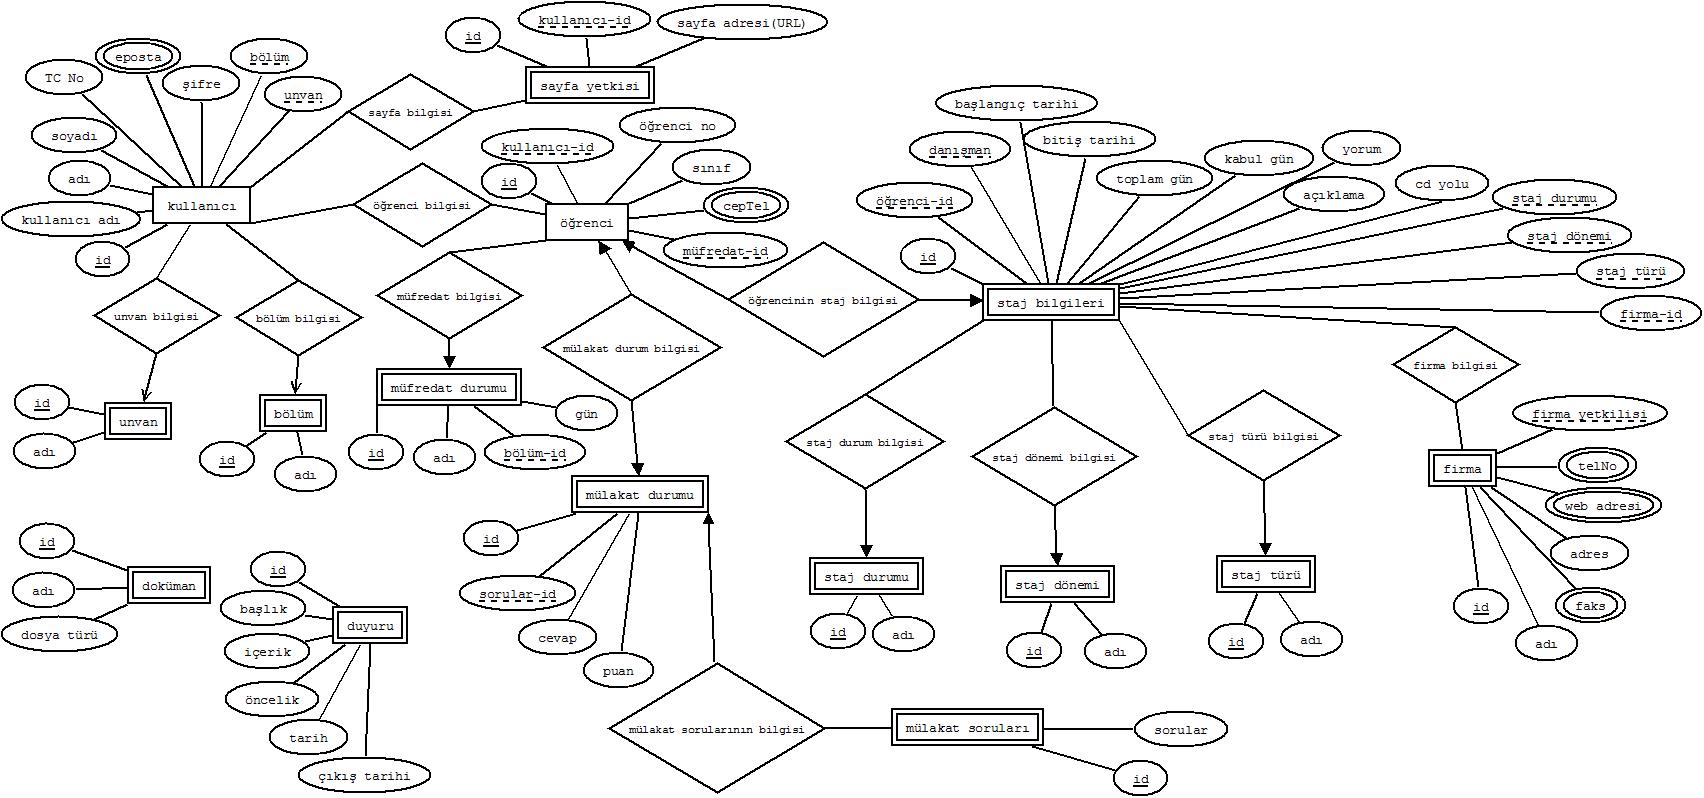 kullanıcı-id
sayfa adresi(URL)
id
eposta
bölüm
TC No
şifre
unvan
sayfa yetkisi
sayfa bilgisi
soyadı
adı
kullanıcı
kullanıcı adı
id
öğrenci bilgisi
öğrenci no
kullanıcı-id
sınıf
id
cepTel
öğrenci
müfredat-id
başlangıç tarihi
danışman
bitiş tarihi
yorum
kabul gün
toplam gün
açıklama
cd yolu
öğrenci-id
staj durumu
staj dönemi
id
staj türü
firma-id
staj bilgileri
öğrencinin staj bilgisi
unvan bilgisi
bölüm bilgisi
müfredat bilgisi
mülakat durum bilgisi
firma bilgisi
id
unvan
adı
bölüm
id
adı
müfredat durumu
gün
id
adı
bölüm-id
staj durum bilgisi
staj dönemi bilgisi
staj türü bilgisi
firma yetkilisi
firma
telNo
web adresi
adres
faks
id
adı
mülakat durumu
id
sorular-id
cevap
puan
staj durumu
id
adı
staj dönemi
id
adı
staj türü
id
adı
id
adı
doküman
dosya türü
id
başlık
duyuru
içerik
öncelik
tarih
çıkış tarihi
mülakat sorularının bilgisi
mülakat soruları
sorular
id